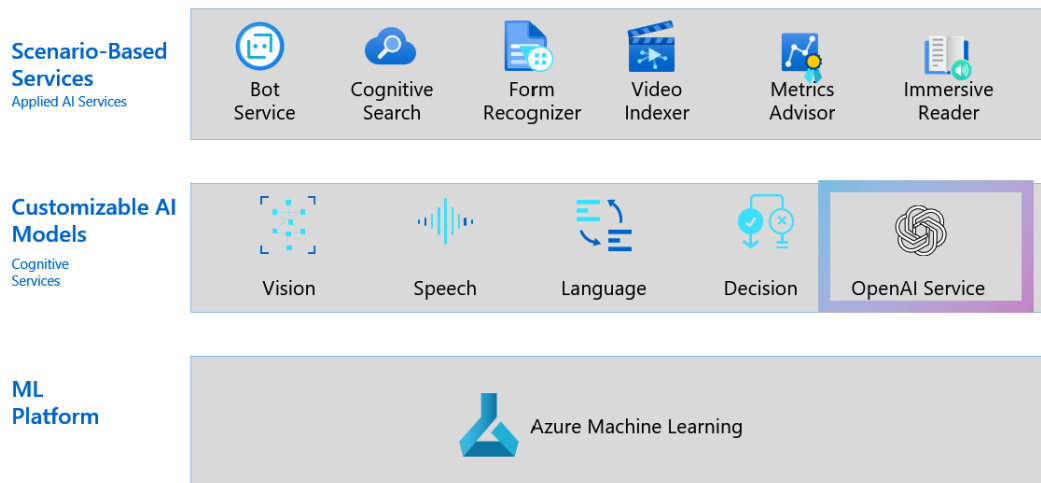 Scenario-Based
Services
Applied AI Services
Bot
Service
Cognitive
Search
Form
Recognizer
Video
Indexer
Metrics
Advisor
Immersive
Reader
Customizable AI
Models
Cognitive
Services
Vision
Speech
Language
Decision
OpenAI Service
ML
Platform
Azure Machine Learning